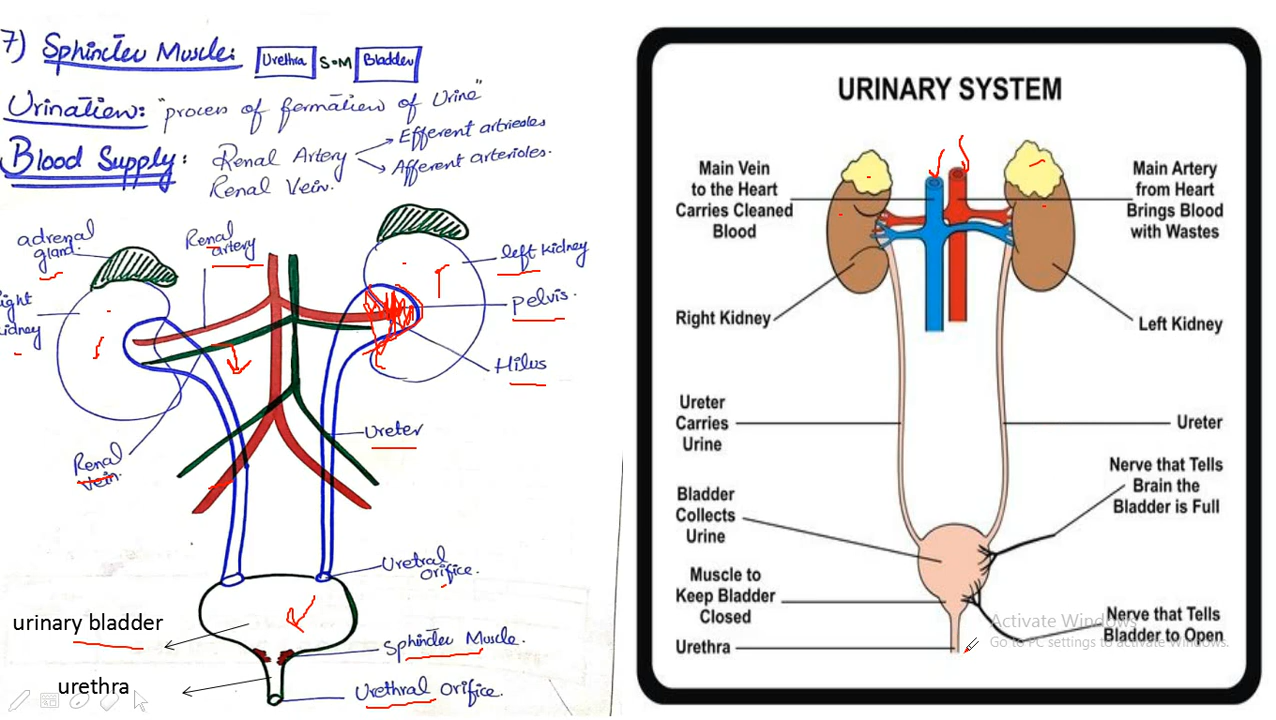 7) Sphincter Muscle:
Urethra S=M Bladder
Urination: "process of formation of Urine"
Blood Supply: Renal Artery
Efferent artrioles
Afferent arterioles.
Renal Vein.
adrenal
gland.
Renal
artery
left kidney
right
kidney
Pelvis.
Hilus
Ureter
Renal
Vein.
Uretral
orifice.
urinary bladder
Sphincter Muscle.
urethra
Urethral Orifice.
URINARY SYSTEM
Main Vein
to the Heart
Carries Cleaned
Blood
Main Artery
from Heart
Brings Blood
with Wastes
Right Kidney
Left Kidney
Ureter
Carries
Urine
Ureter
Nerve that Tells
Brain the
Bladder is Full
Bladder
Collects
Urine
Muscle to
Keep Bladder
Closed
Nerve that Tells
Bladder to Open
Urethra
Activate Windows
Go to PC settings to activate Windows.